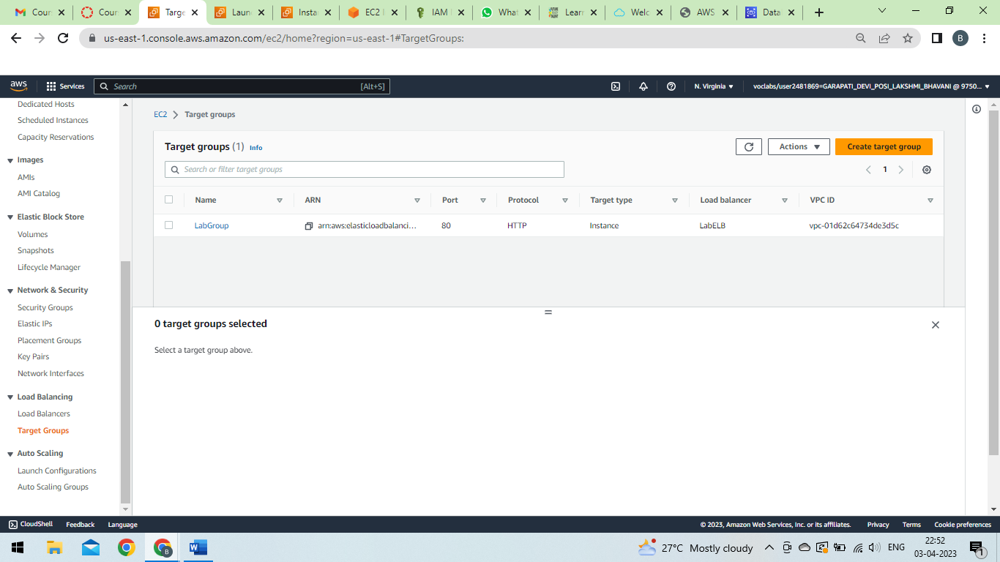 Cour
Cour
Targe
Laun
Insta
EC2
IAM
What
Learn
Welc
AWS
Data
us-east-1.console.aws.amazon.com/ec2/home?region=us-east-1#TargetGroups:
B
aws
Services
Search
[Alt+S]
N. Virginia
voclabs/user2481869=GARAPATI_DEVI_POSI_LAKSHMI_BHAVANI @ 9750...
Dedicated Hosts
Scheduled Instances
Capacity Reservations
Images
AMIs
AMI Catalog
Elastic Block Store
Volumes
Snapshots
Lifecycle Manager
Network & Security
Security Groups
Elastic IPs
Placement Groups
Key Pairs
Network Interfaces
Load Balancing
Load Balancers
Target Groups
Auto Scaling
Launch Configurations
Auto Scaling Groups
EC2 > Target groups
Target groups (1) Info
Actions
Create target group
Search or filter target groups
1
Name ARN Port Protocol Target type Load balancer VPC ID
LabGroup arn:aws:elasticloadbalanci... 80 HTTP Instance LabELB vpc-01d62c64734de3d5c
0 target groups selected
Select a target group above.
CloudShell Feedback Language
© 2023, Amazon Web Services, Inc. or its affiliates. Privacy Terms Cookie preferences
B
27°C Mostly cloudy
ENG
22:52
03-04-2023
1